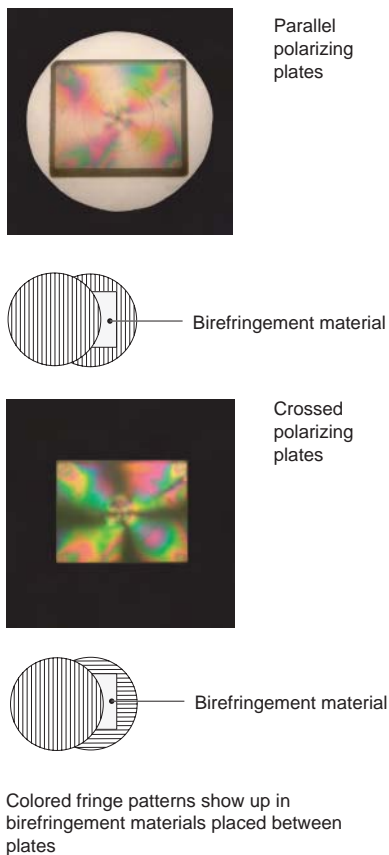 Parallel
polarizing
plates
Birefringement material
Crossed
polarizing
plates
Birefringement material
Colored fringe patterns show up in
birefringement materials placed between
plates